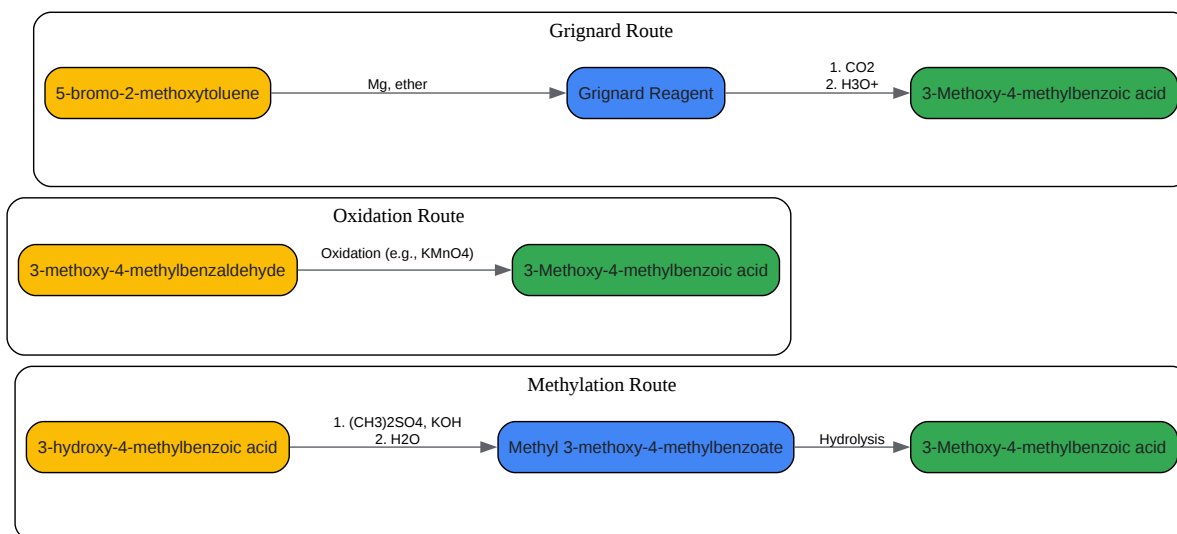 Grignard Route
5-bromo-2-methoxytoluene
Mg, ether
Grignard Reagent
1. CO2
2. H3O+
3-Methoxy-4-methylbenzoic acid
Oxidation Route
3-methoxy-4-methylbenzaldehyde
Oxidation (e.g., KMnO4)
3-Methoxy-4-methylbenzoic acid
Methylation Route
3-hydroxy-4-methylbenzoic acid
1. (CH3)2SO4, KOH
2. H2O
Methyl 3-methoxy-4-methylbenzoate
Hydrolysis
3-Methoxy-4-methylbenzoic acid